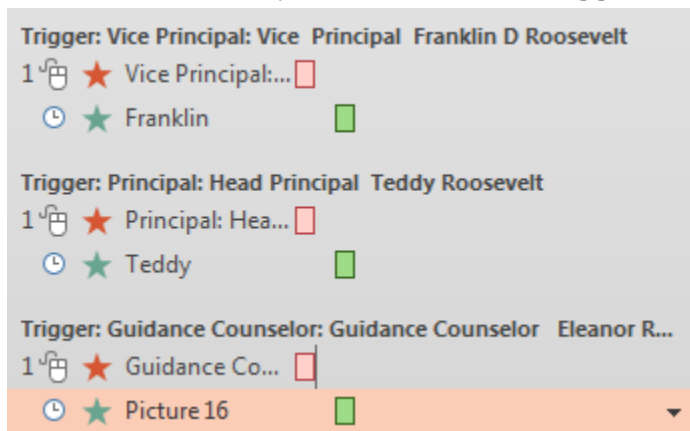 Trigger: Vice Principal: Vice Principal Franklin D Roosevelt
1 Vice Principal:...
Franklin
Trigger: Principal: Head Principal Teddy Roosevelt
1 Principal: Hea...
Teddy
Trigger: Guidance Counselor: Guidance Counselor Eleanor R...
1 Guidance Co...
Picture 16